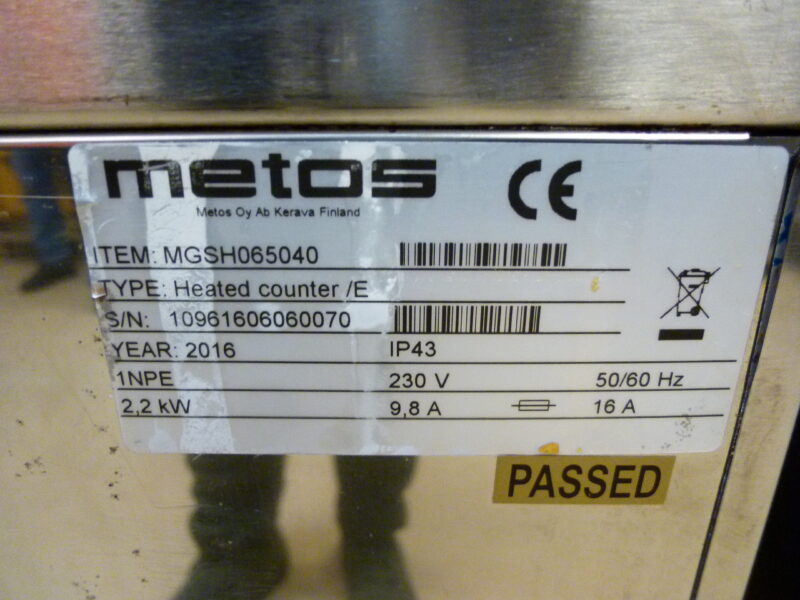 metos
CE
Metos Oy Ab Kerava Finland
ITEM: MGSH065040
TYPE: Heated counter /E
S/N: 10961606060070
YEAR: 2016 IP43
1NPE 230 V 50/60 Hz
2,2 kW 9,8 A 16 A
PASSED